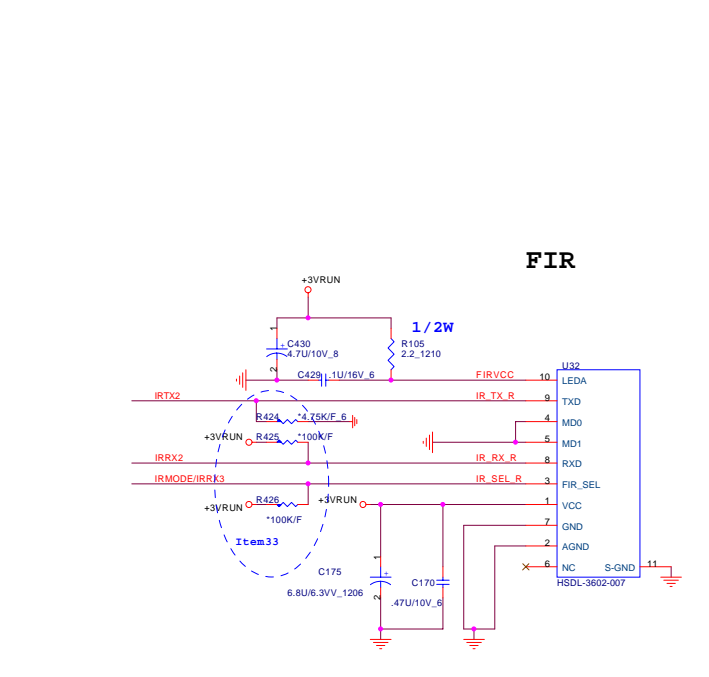 FIR
+3VRUN
1/2W
1
+ C430
4.7U/10V_8
2
R105
2.2_1210
C429 .1U/16V_6
FIRVCC
U32
10 LEDA
IRTX2
IR_TX_R
9 TXD
R424 *4.75K/F_6
4 MD0
+3VRUN R425 *100K/F
5 MD1
IRRX2
IR_RX_R
8 RXD
IRMODE/IRRX3
IR_SEL_R
3 FIR_SEL
+3VRUN R426
*100K/F
+3VRUN
1 VCC
7 GND
Item33
2 AGND
6 NC
S-GND 11
HSDL-3602-007
1
C175
+
6.8U/6.3VV_1206
2
C170
.47U/10V_6